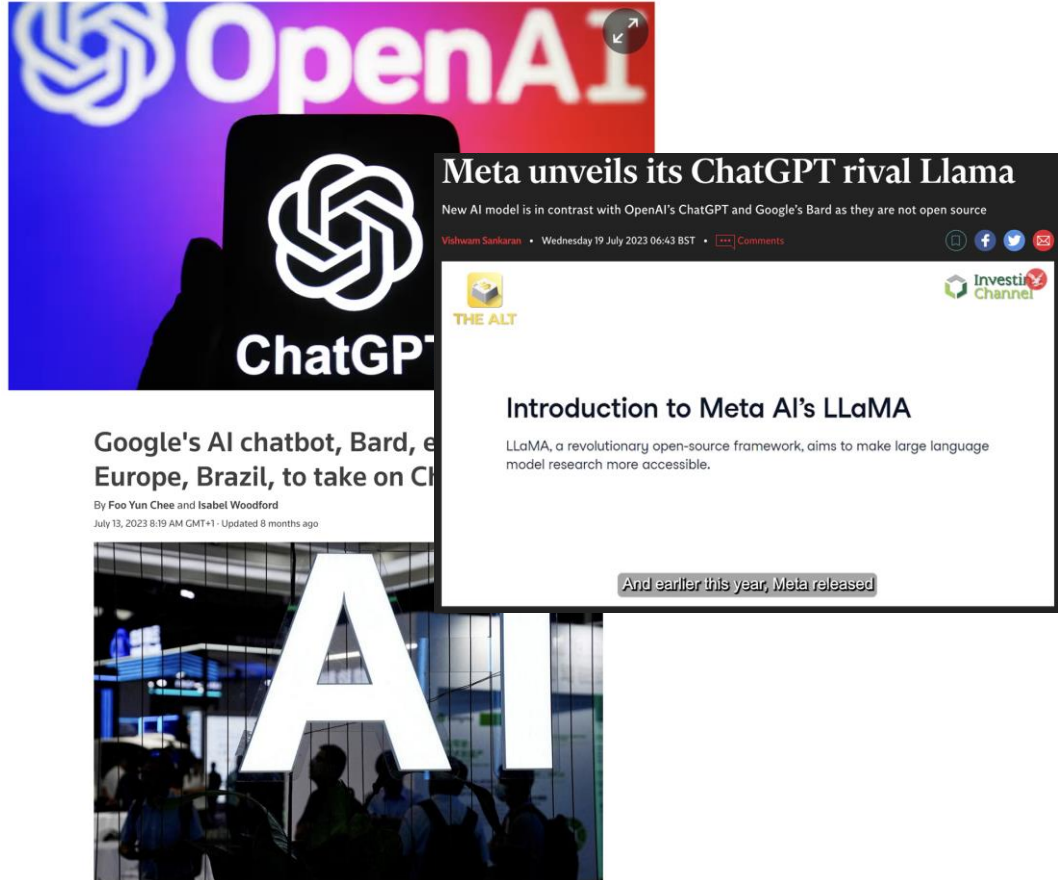 OpenAI
ChatGPT
Meta unveils its ChatGPT rival Llama
New AI model is in contrast with OpenAI's ChatGPT and Google's Bard as they are not open source
Vishwam Sankaran • Wednesday 19 July 2023 06:43 BST • Comments
THE ALT
Channel
Introduction to Meta AI’s LLaMA
LLaMA, a revolutionary open-source framework, aims to make large language
model research more accessible.
And earlier this year, Meta released
Google's AI chatbot, Bard,
Europe, Brazil, to take on
By Foo Yun Chee and Isabel Woodford
July 13, 2023 8:19 AM GMT+1 · Updated 8 months ago
AI